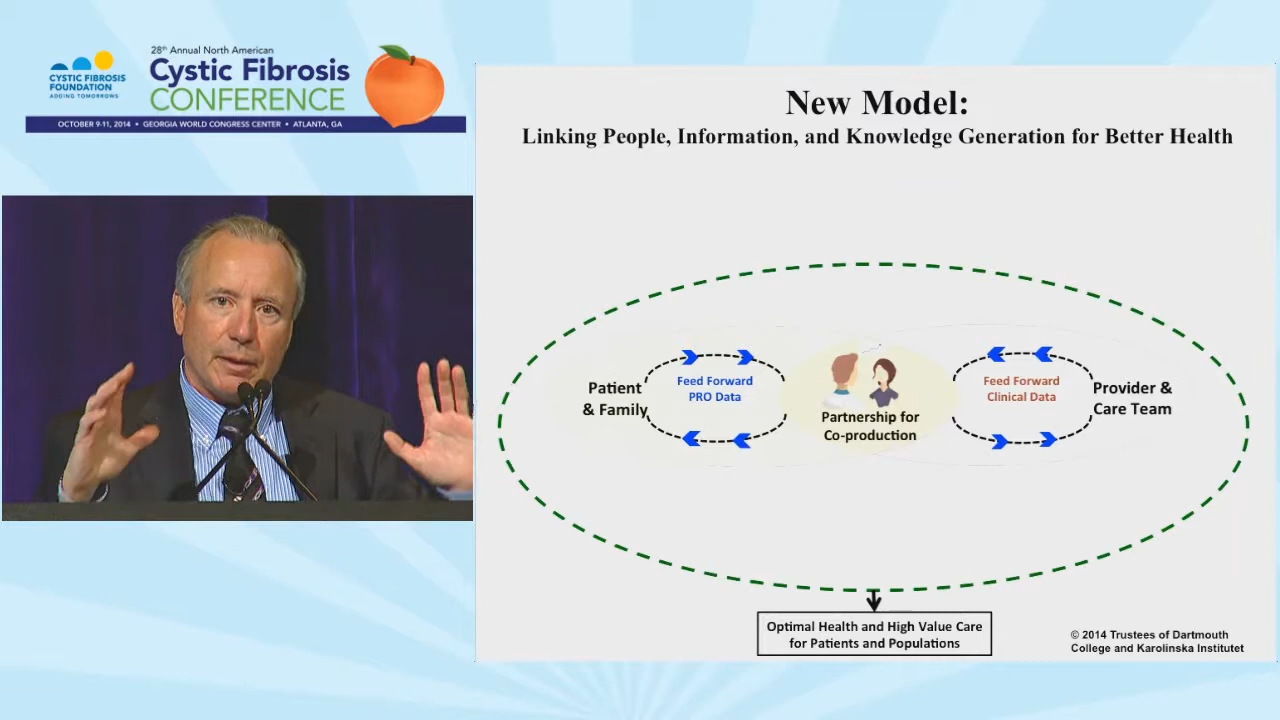 CYSTIC FIBROSIS
FOUNDATION
ADDING TOMORROWS
28th Annual North American
Cystic Fibrosis
CONFERENCE
OCTOBER 9-11, 2014 • GEORGIA WORLD CONGRESS CENTER • ATLANTA, GA
New Model:
Linking People, Information, and Knowledge Generation for Better Health
Patient
& Family
Feed Forward
PRO Data
Partnership for
Co-production
Feed Forward
Clinical Data
Provider &
Care Team
Optimal Health and High Value Care
for Patients and Populations
© 2014 Trustees of Dartmouth
College and Karolinska Institutet